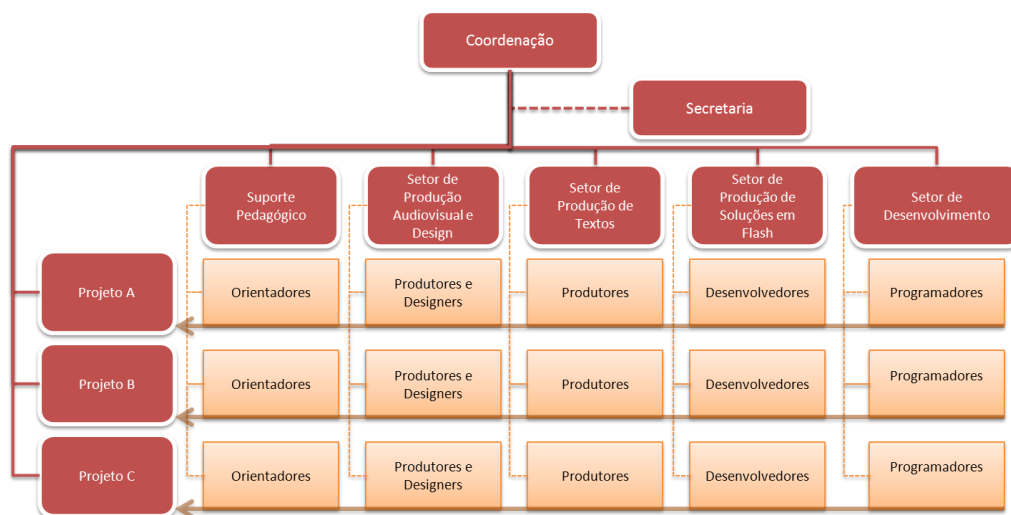 Coordenação
Secretaria
Suporte
Pedagógico
Setor de
Produção
Audiovisual e
Design
Setor de
Produção de
Textos
Setor de
Produção de
Soluções em
Flash
Setor de
Desenvolvimento
Projeto A
Orientadores
Produtores e
Designers
Produtores
Desenvolvedores
Programadores
Projeto B
Orientadores
Produtores e
Designers
Produtores
Desenvolvedores
Programadores
Projeto C
Orientadores
Produtores e
Designers
Produtores
Desenvolvedores
Programadores